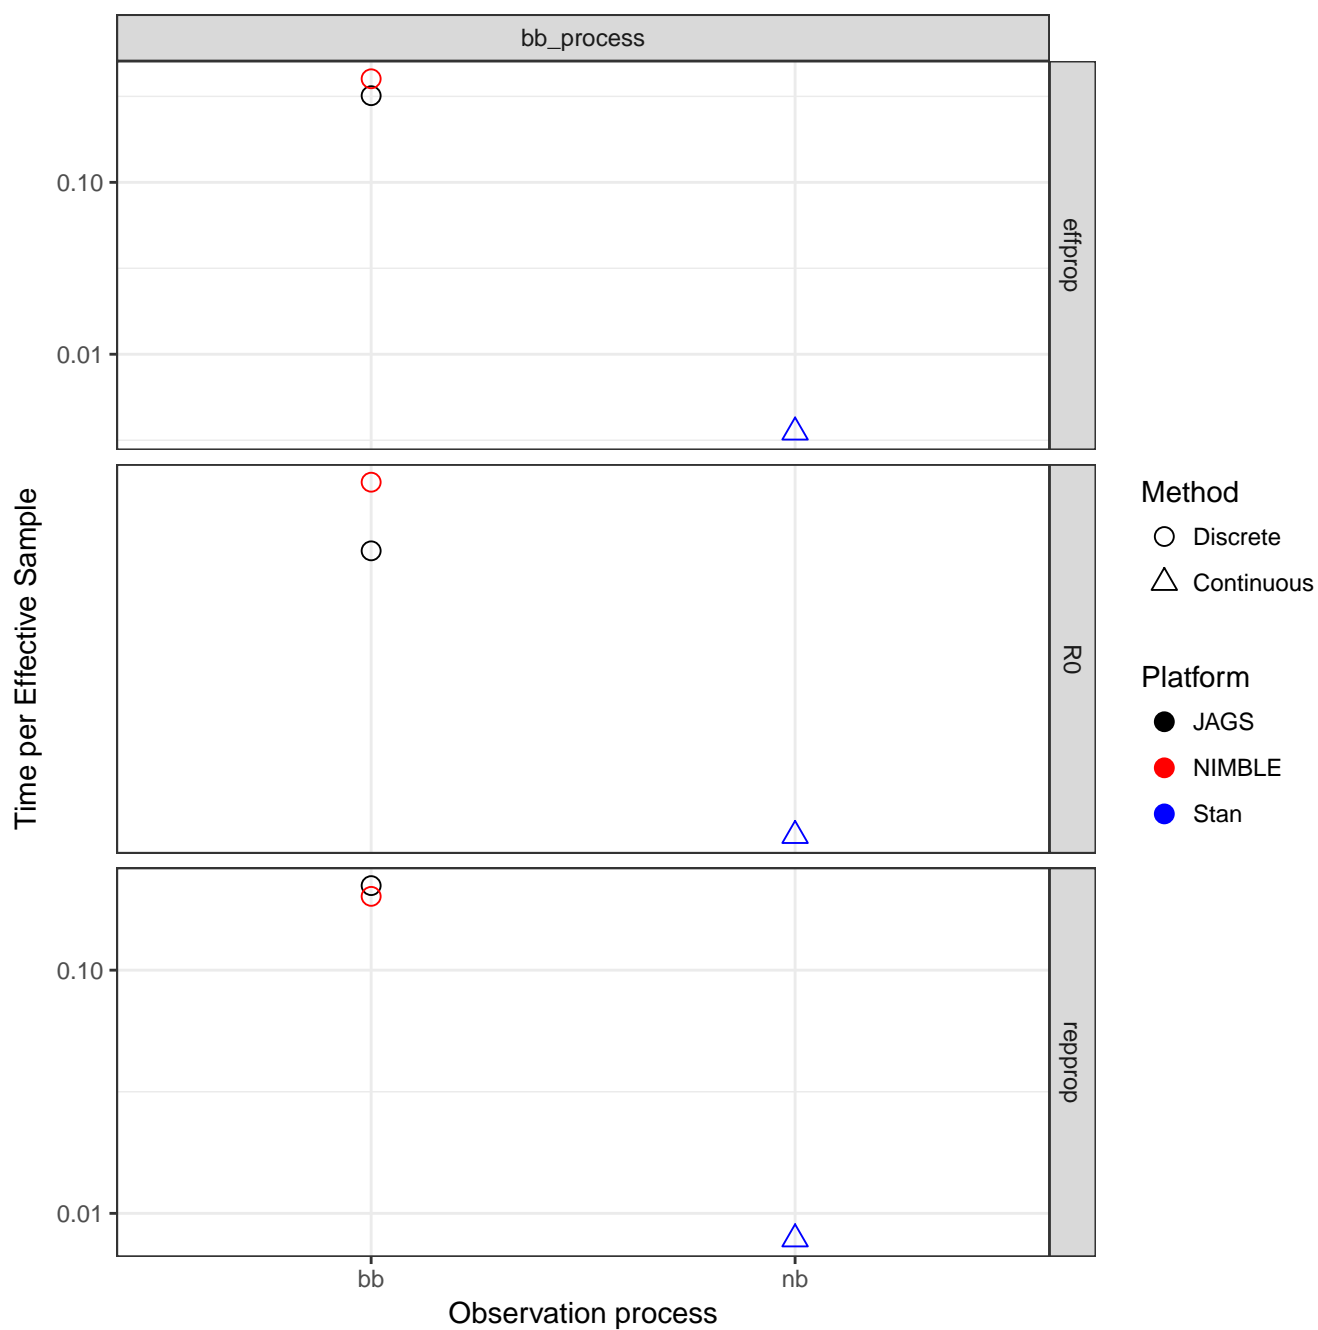 bb_process
0.10
0.01
effprop
R0
0.10
0.01
repprop
bb
nb
Observation process
Time per Effective Sample
Method
Discrete
Continuous
Platform
JAGS
NIMBLE
Stan